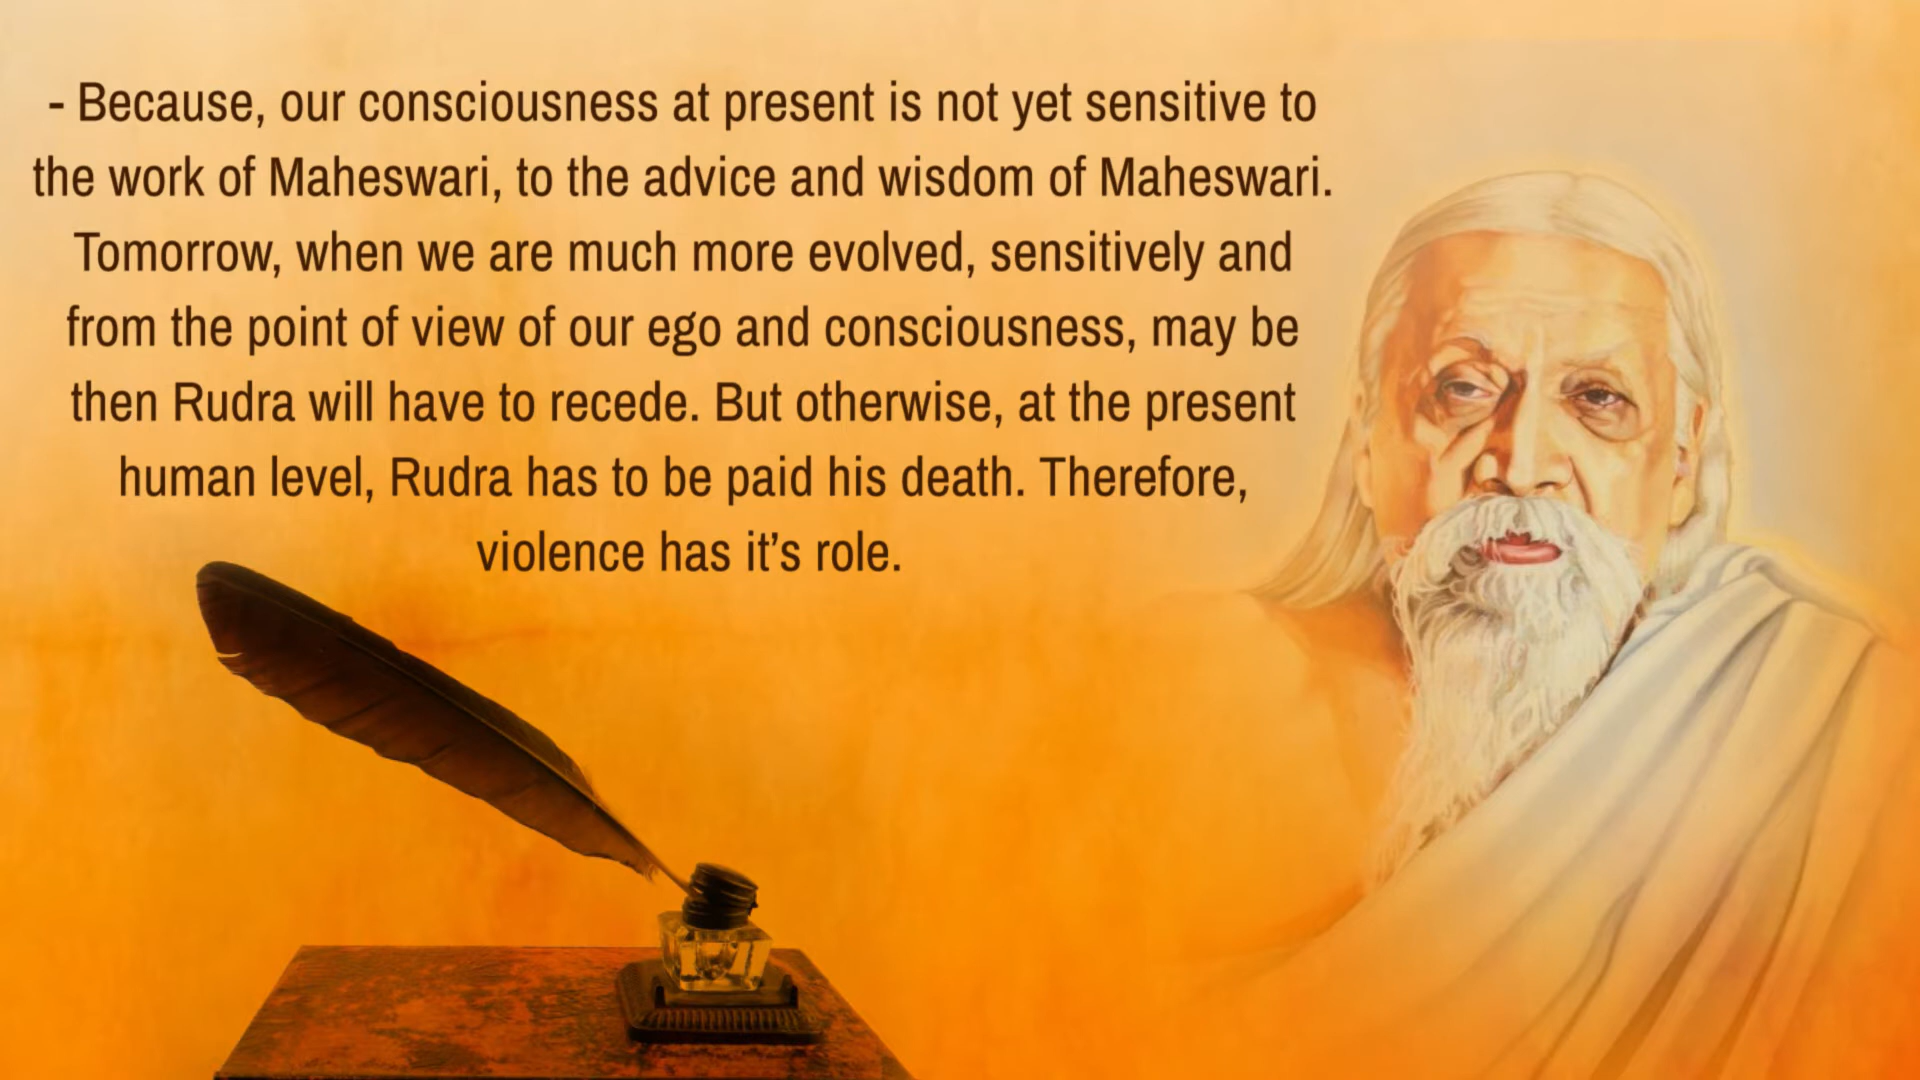 - Because, our consciousness at present is not yet sensitive to
the work of Maheswari, to the advice and wisdom of Maheswari.
Tomorrow, when we are much more evolved, sensitively and
from the point of view of our ego and consciousness, may be
then Rudra will have to recede. But otherwise, at the present
human level, Rudra has to be paid his death. Therefore,
violence has it’s role.